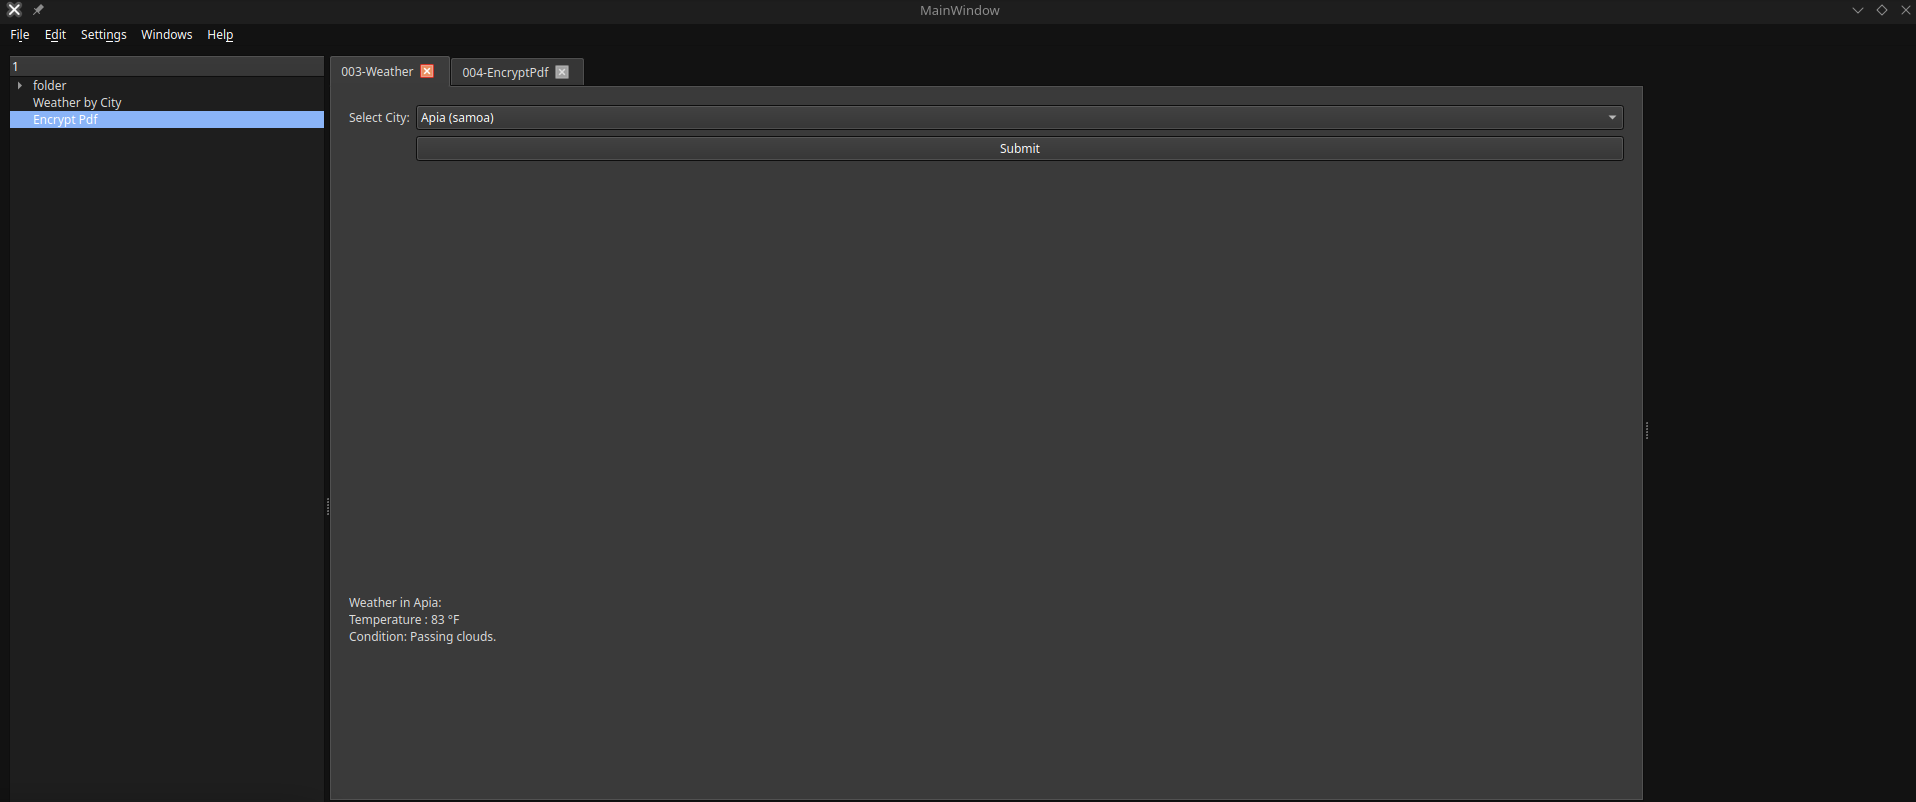 MainWindow
File Edit Settings Windows Help
1
folder
Weather by City
Encrypt Pdf
003-Weather 004-EncryptPdf
Select City: Apia (samoa)
Submit
Weather in Apia:
Temperature : 83 °F
Condition: Passing clouds.